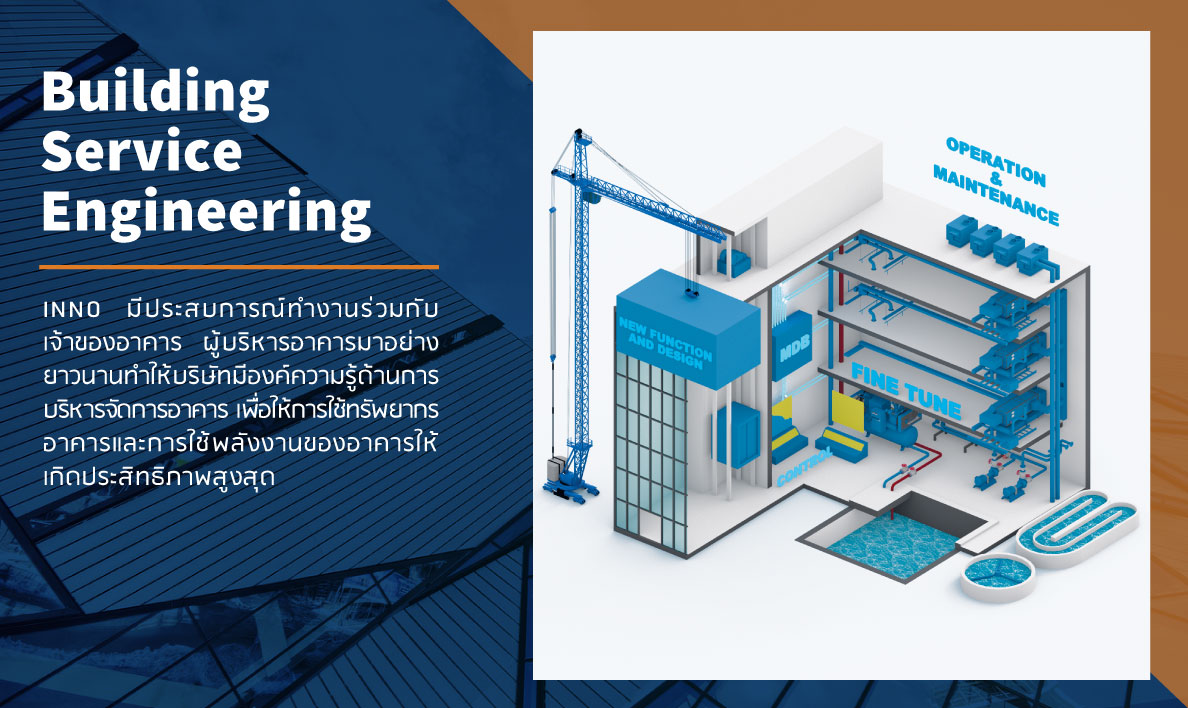 Building
Service
Engineering
INNO มีประสบการณ์ทำงานร่วมกับ
เจ้าของอาคาร ผู้บริหารอาคารมาอย่าง
ยาวนานทำให้บริษัทมีองค์ความรู้ด้านการ
บริหารจัดการอาคาร เพื่อให้การใช้ทรัพยากร
อาคารและการใช้พลังงานของอาคารให้
เกิดประสิทธิภาพสูงสุด
OPERATION
&
MAINTENANCE
NEW FUNCTION
AND DESIGN
MDB
FINE TUNE
CONTROL